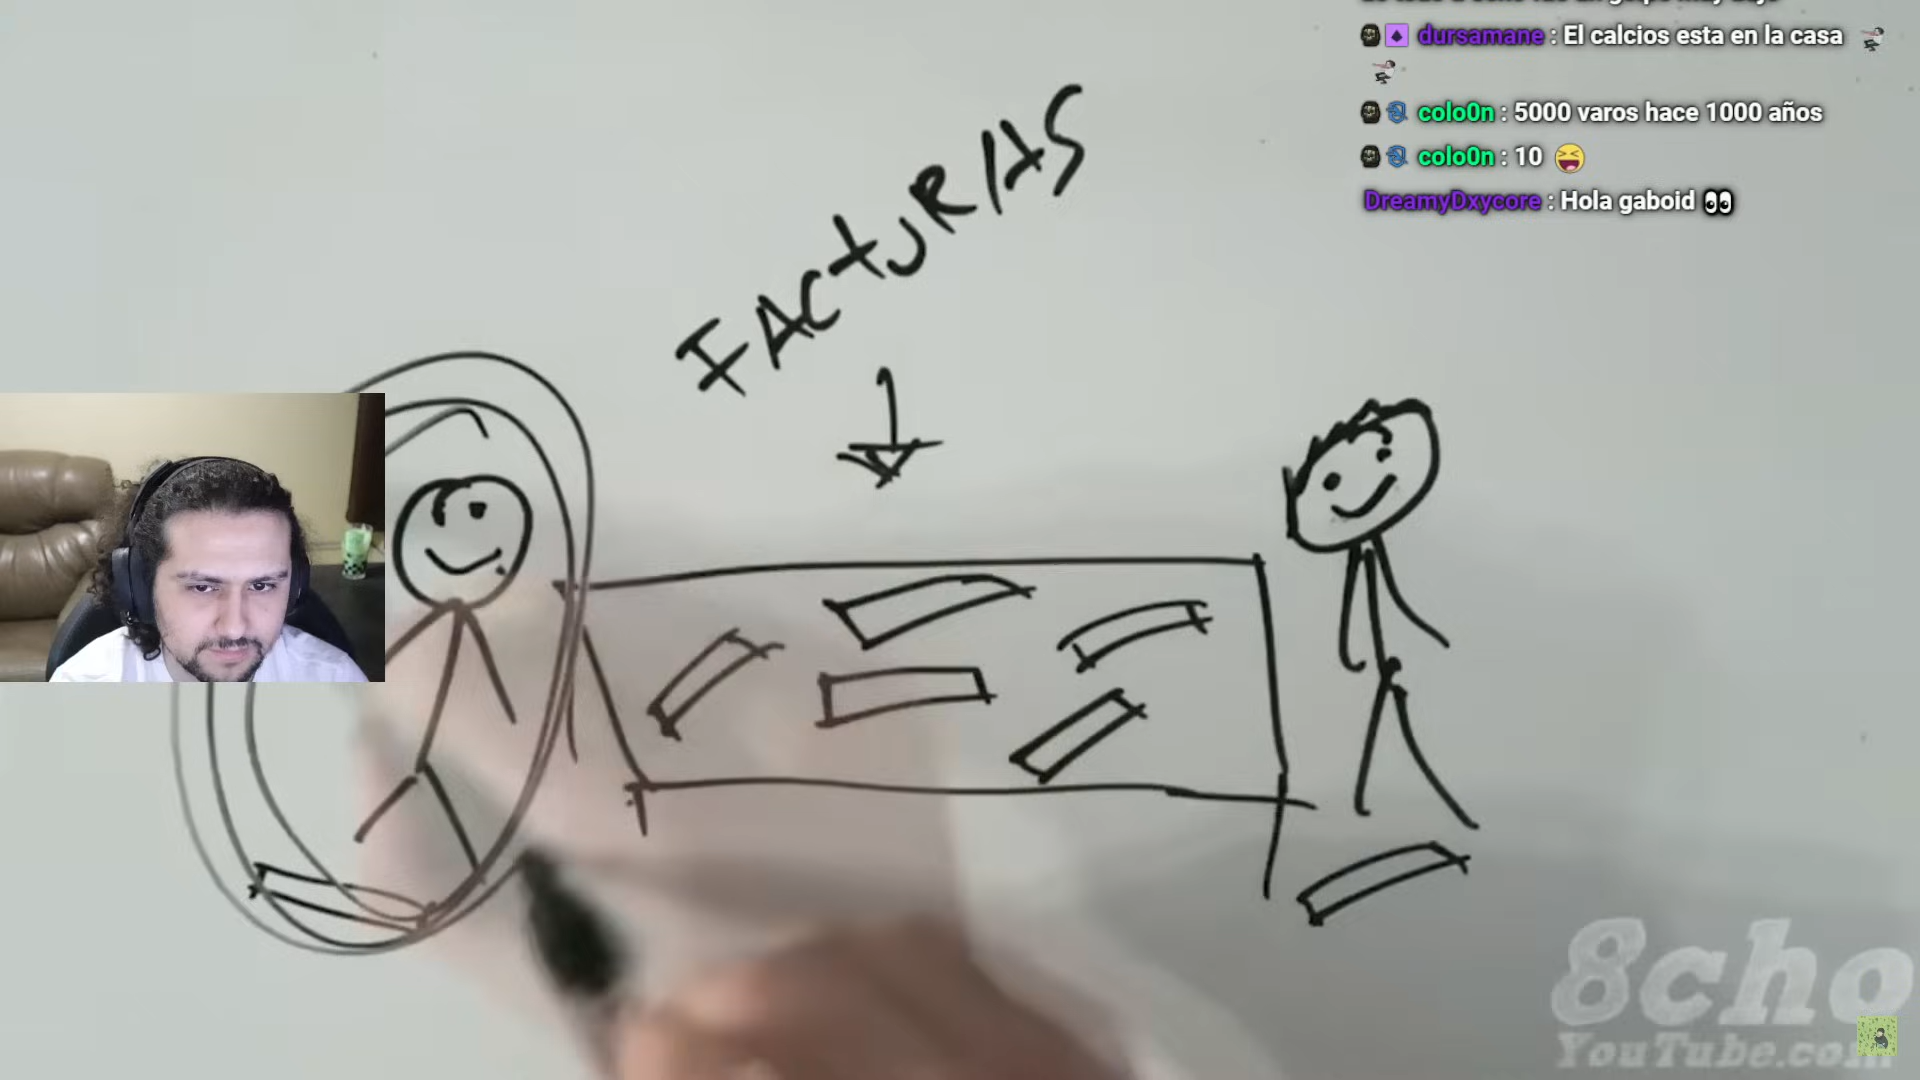 dursamane : El calcios esta en la casa
colo0n : 5000 varos hace 1000 años
colo0n : 10 😆
DreamyDxycore : Hola gaboid 👀
FACTURAS
8cho
YouTube.com